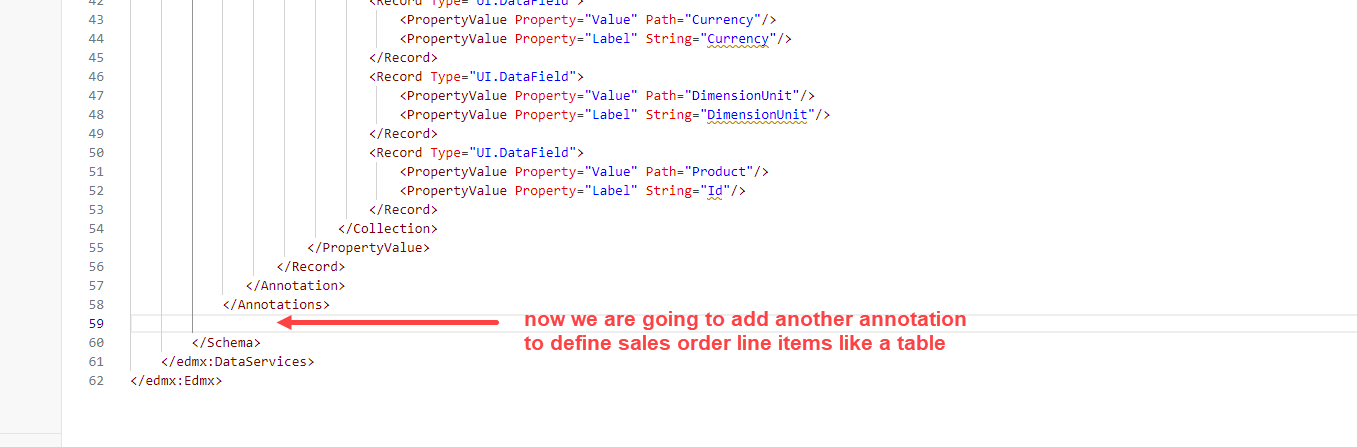 42 <Record Type="UI.DataField">
43 <PropertyValue Property="Value" Path="Currency"/>
44 <PropertyValue Property="Label" String="Currency"/>
45 </Record>
46 <Record Type="UI.DataField">
47 <PropertyValue Property="Value" Path="DimensionUnit"/>
48 <PropertyValue Property="Label" String="DimensionUnit"/>
49 </Record>
50 <Record Type="UI.DataField">
51 <PropertyValue Property="Value" Path="Product"/>
52 <PropertyValue Property="Label" String="Id"/>
53 </Record>
54 </Collection>
55 </PropertyValue>
56 </Record>
57 </Annotation>
58 </Annotations>
59 now we are going to add another annotation
to define sales order line items like a table
60 </Schema>
61 </edmx:DataServices>
62 </edmx:Edmx>